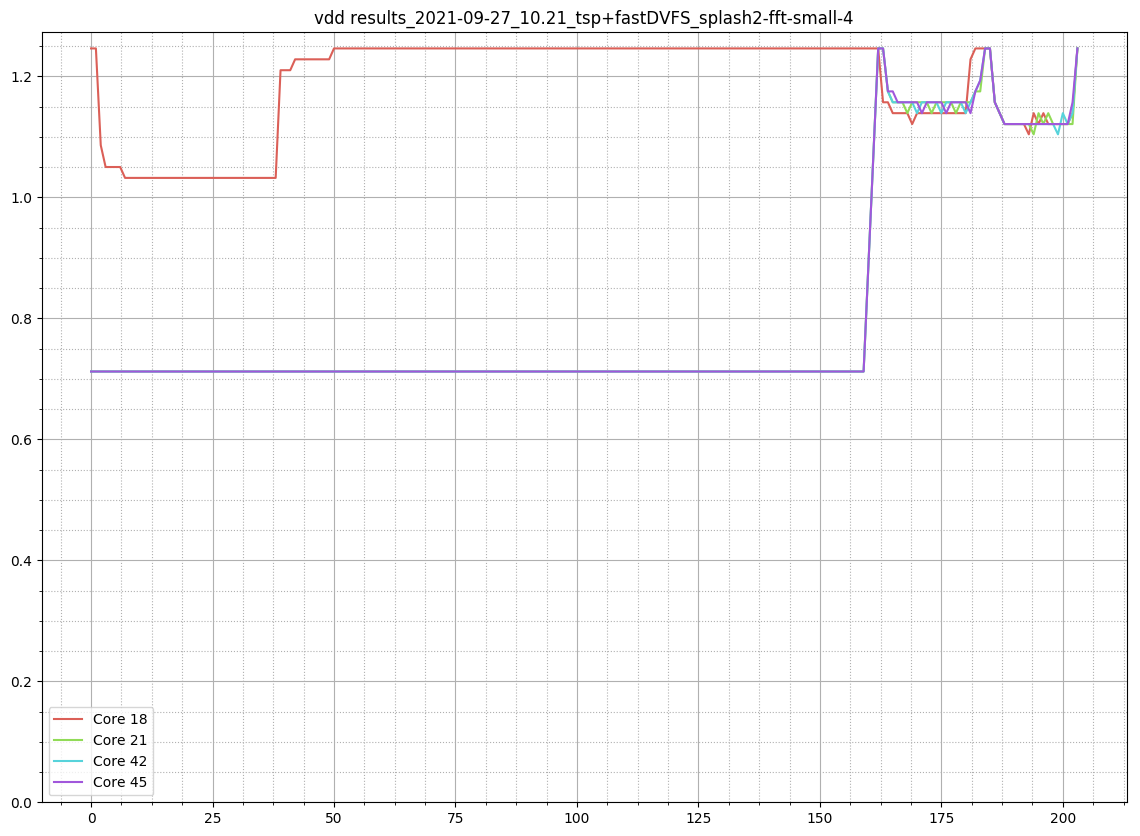 vdd results_2021-09-27_10.21_tsp+fastDVFS_splash2-fft-small-4
1.2
1.0
0.8
0.6
0.4
0.2
0.0
Core 18
Core 21
Core 42
Core 45
0 25 50 75 100 125 150 175 200